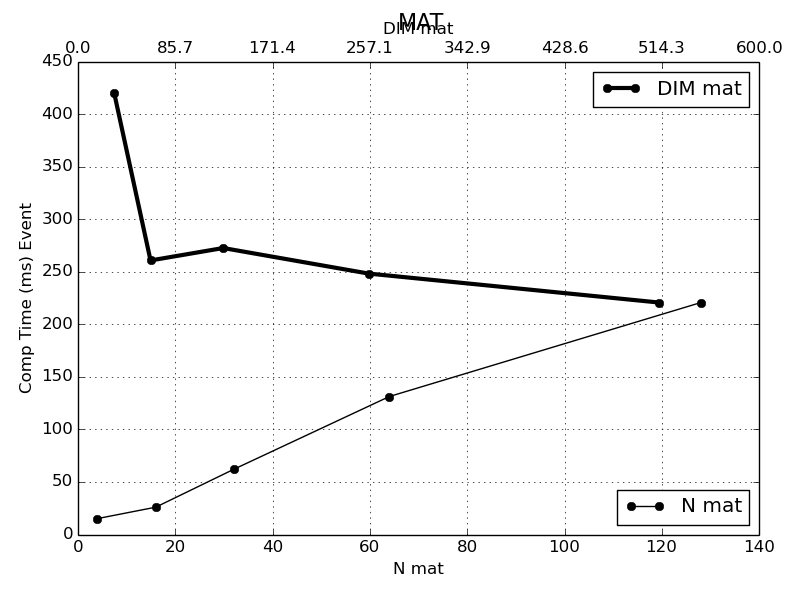 MAT
DIM mat
0.0 85.7 171.4 257.1 342.9 428.6 514.3 600.0
DIM mat
450
400
350
300
250
200
150
100
50
0
Comp Time (ms) Event
N mat
0 20 40 60 80 100 120 140
N mat